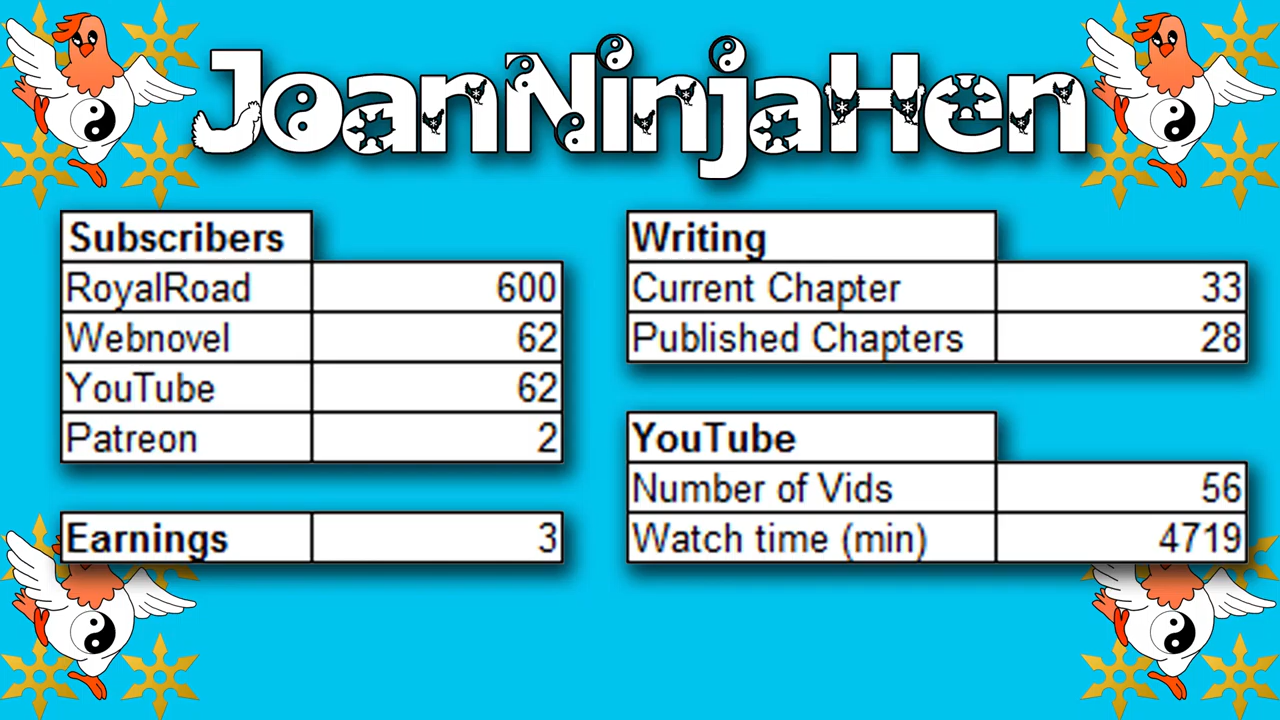 JoanNinjaHen
Subscribers
RoyalRoad 600
Webnovel 62
YouTube 62
Patreon 2
Earnings 3
Writing
Current Chapter 33
Published Chapters 28
YouTube
Number of Vids 56
Watch time (min) 4719